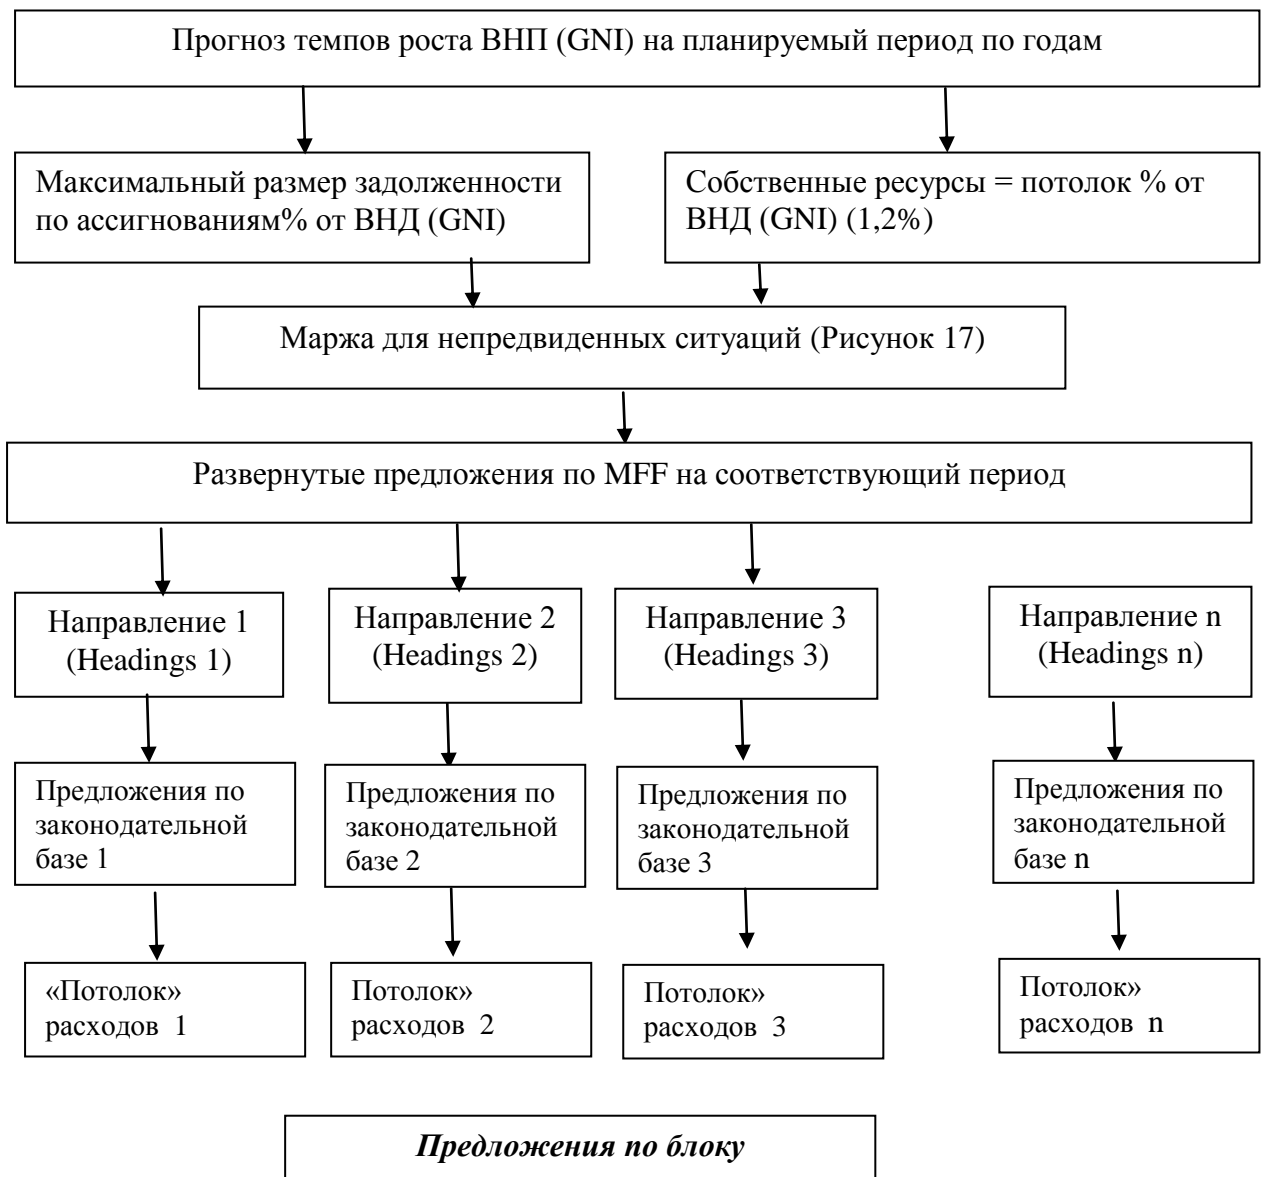 Прогноз темпов роста ВНП (GNI) на планируемый период по годам
Максимальный размер задолженности
по ассигнованиям% от ВНД (GNI)
Собственные ресурсы = потолок % от
ВНД (GNI) (1,2%)
Маржа для непредвиденных ситуаций (Рисунок 17)
Развернутые предложения по MFF на соответствующий период
Направление 1
(Headings 1)
Направление 2
(Headings 2)
Направление 3
(Headings 3)
Направление n
(Headings n)
Предложения по
законодательной
базе 1
Предложения по
законодательной
базе 2
Предложения по
законодательной
базе 3
Предложения по
законодательной
базе n
«Потолок»
расходов 1
Потолок»
расходов 2
Потолок»
расходов 3
Потолок»
расходов n
Предложения по блоку